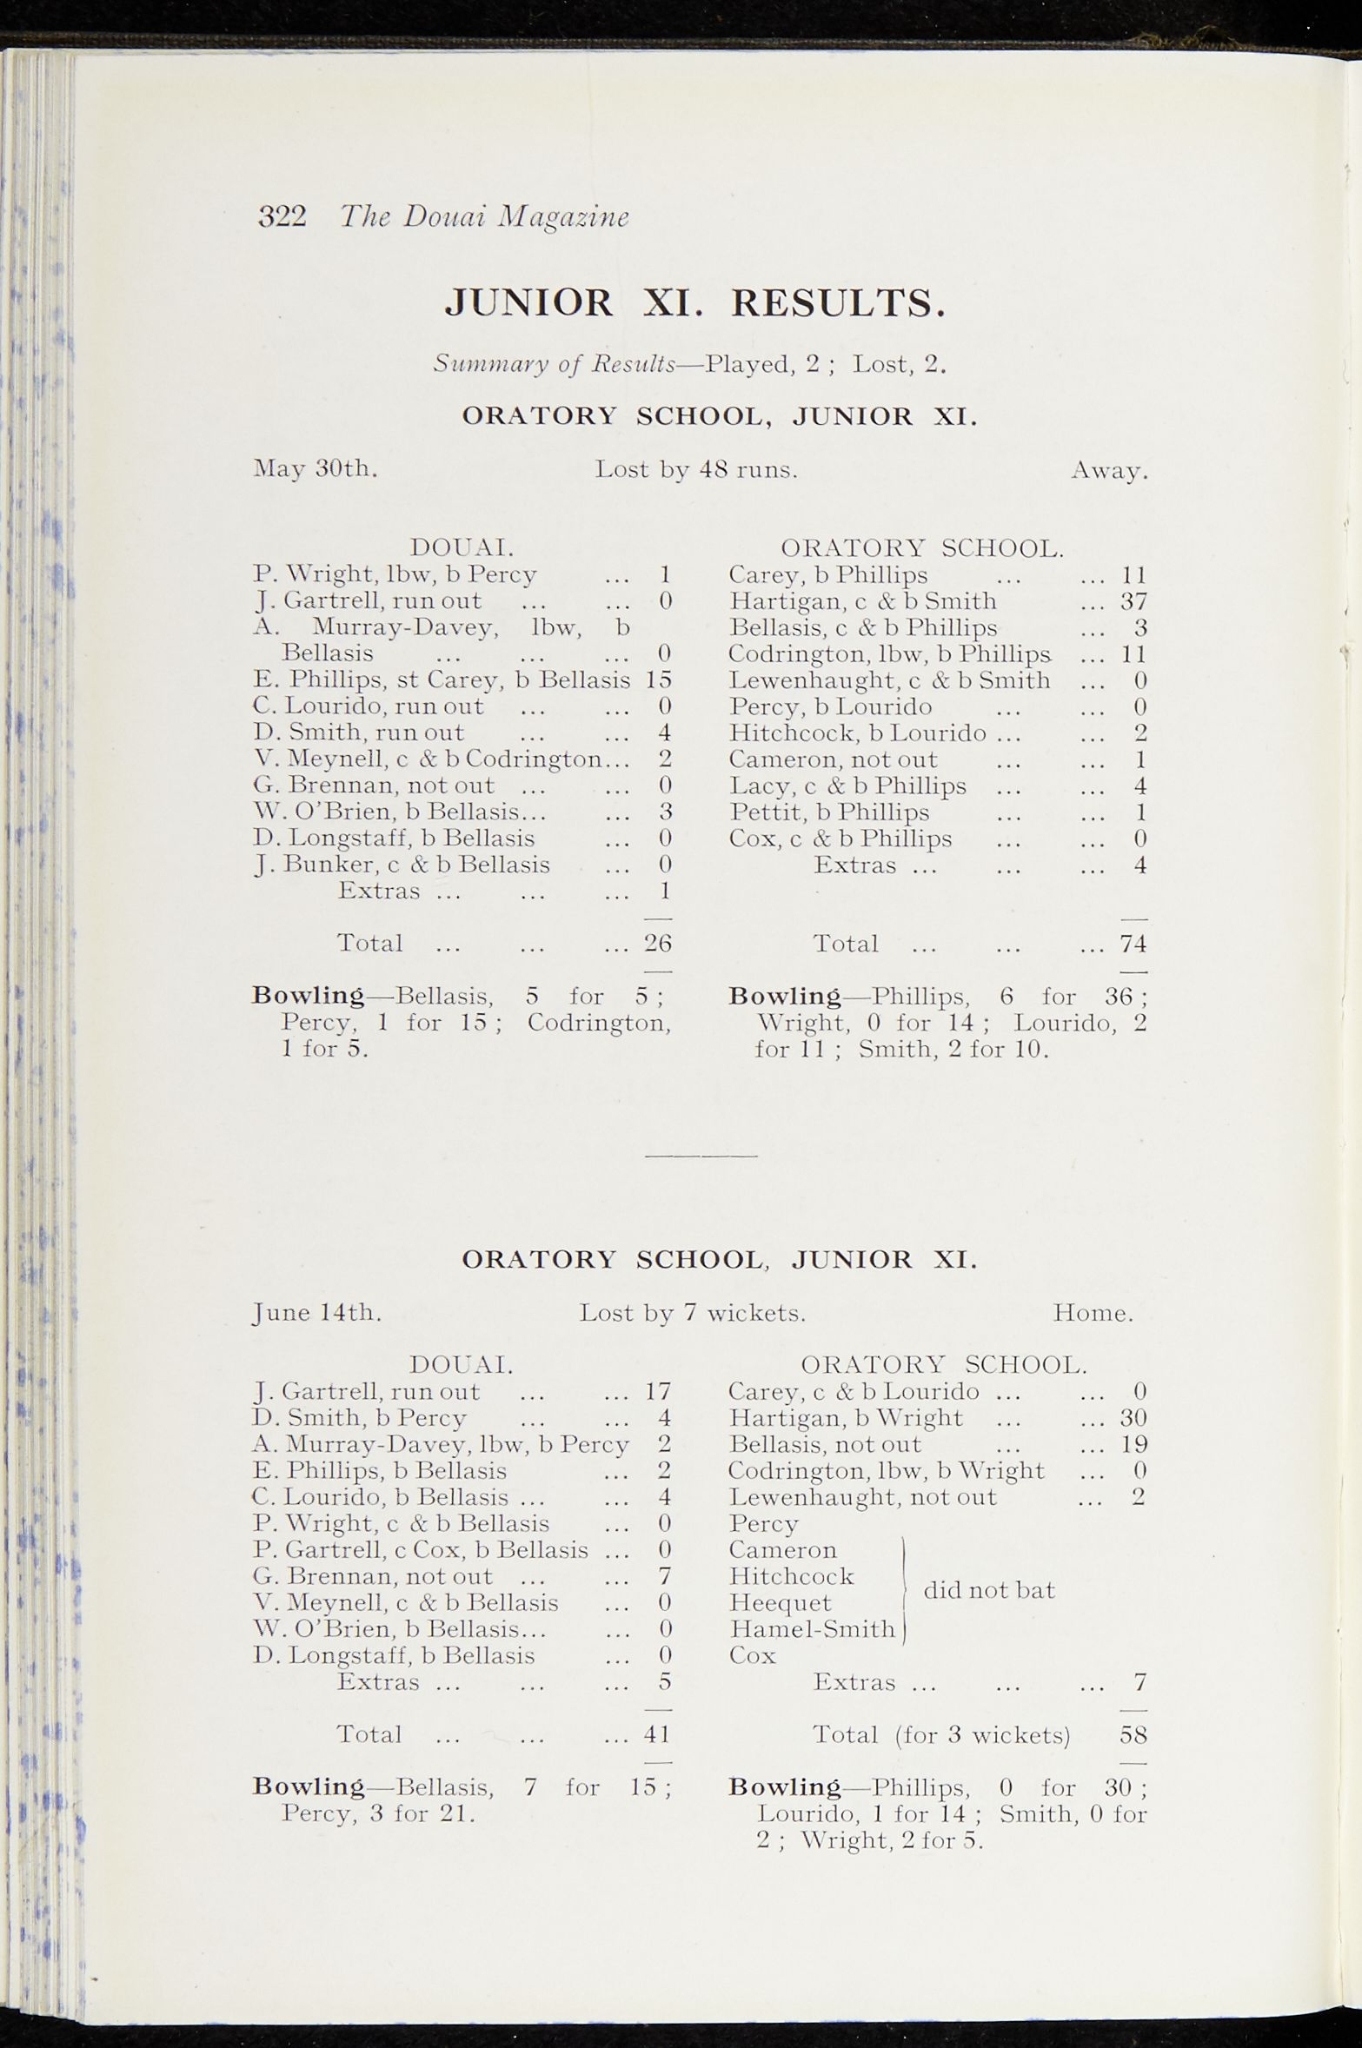 322 The Douai Magazine
JUNIOR XI. RESULTS.
Summary of Results—Played, 2 ; Lost, 2.
ORATORY SCHOOL, JUNIOR XI.
May 30th. Lost by 48 runs. Away.
DOUAI.
P. Wright, lbw, b Percy ... 1
J. Gartrell, run out ... ... 0
A. Murray-Davey, lbw, b
Bellasis ... ... ... 0
E. Phillips, st Carey, b Bellasis 15
C. Lourido, run out ... ... 0
D. Smith, run out ... ... 4
V. Meynell, c & b Codrington... 2
G. Brennan, not out ... ... 0
W. O'Brien, b Bellasis... ... 3
D. Longstaff, b Bellasis ... 0
J. Bunker, c & b Bellasis ... 0
Extras ... ... ... 1
Total ... ... ... 26
Bowling—Bellasis, 5 for 5 ;
Percy, 1 for 15 ; Codrington,
1 for 5.
ORATORY SCHOOL.
Carey, b Phillips ... ... 11
Hartigan, c & b Smith ... 37
Bellasis, c & b Phillips ... 3
Codrington, lbw, b Phillips ... 11
Lewenhaught, c & b Smith ... 0
Percy, b Lourido ... ... 0
Hitchcock, b Lourido ... ... 2
Cameron, not out ... ... 1
Lacy, c & b Phillips ... ... 4
Pettit, b Phillips ... ... 1
Cox, c & b Phillips ... ... 0
Extras ... ... ... 4
Total ... ... ... 74
Bowling—Phillips, 6 for 36 ;
Wright, 0 for 14 ; Lourido, 2
for 11 ; Smith, 2 for 10.
ORATORY SCHOOL, JUNIOR XI.
June 14th. Lost by 7 wickets. Home.
DOUAI.
J. Gartrell, run out ... ... 17
D. Smith, b Percy ... ... 4
A. Murray-Davey, lbw, b Percy 2
E. Phillips, b Bellasis ... 2
C. Lourido, b Bellasis ... ... 4
P. Wright, c & b Bellasis ... 0
P. Gartrell, c Cox, b Bellasis ... 0
G. Brennan, not out ... ... 7
V. Meynell, c & b Bellasis ... 0
W. O'Brien, b Bellasis... ... 0
D. Longstaff, b Bellasis ... 0
Extras ... ... ... 5
Total ... ... ... 41
Bowling—Bellasis, 7 for 15 ;
Percy, 3 for 21.
ORATORY SCHOOL.
Carey, c & b Lourido ... ... 0
Hartigan, b Wright ... ... 30
Bellasis, not out ... ... 19
Codrington, lbw, b Wright ... 0
Lewenhaught, not out ... 2
Percy
Cameron
Hitchcock
Heequet
did not bat
Hamel-Smith
Cox
Extras ... ... ... 7
Total (for 3 wickets) 58
Bowling—Phillips, 0 for 30 ;
Lourido, 1 for 14 ; Smith, 0 for
2 ; Wright, 2 for 5.